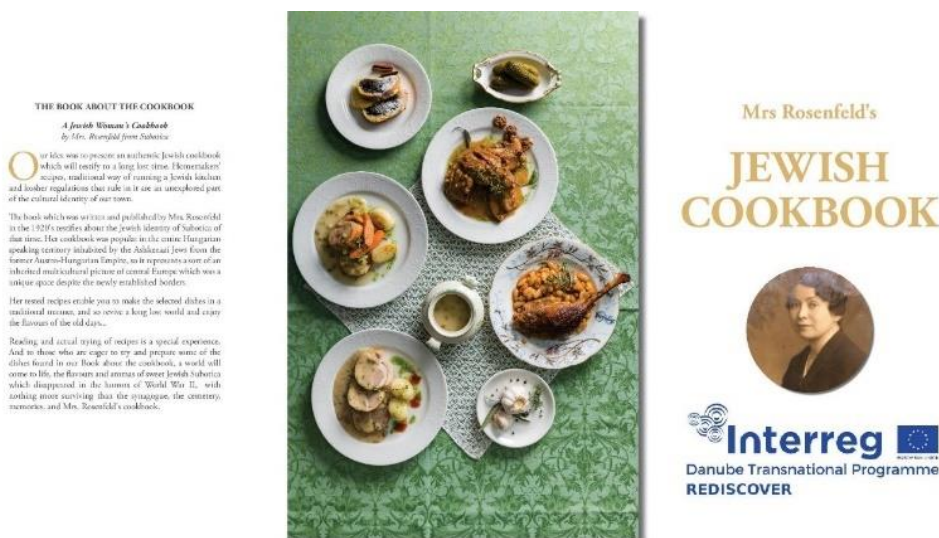 THE BOOK ABOUT THE COOKBOOK
A Jewish Woman's Cookbook
by Mrs. Rosenfeld from Subotica
Our idea was to present an authentic Jewish cookbook
which will testify to a long lost time. Homemakers'
recipes, traditional way of running a Jewish kitchen
and kosher regulations that rule in it are an unexplored part
of the cultural identity of our town.
The book which was written and published by Mrs. Rosenfeld
in the 1920's testifies about the Jewish identity of Subotica of
that time. Her cookbook was popular in the entire Hungarian
speaking territory inhabited by the Ashkenazi Jews from the
former Austro-Hungarian Empire, so it represents a sort of an
inherited multicultural picture of central Europe which was a
unique space despite the newly established borders.
Her tested recipes enable you to make the selected dishes in a
traditional manner, and so revive a long lost world and enjoy
the flavours of the old days...
Reading and actual trying of recipes is a special experience.
And to those who are eager to try and prepare some of the
dishes found in our Book about the cookbook, a world will
come to life, the flavours and aromas of sweet Jewish Subotica
which disappeared in the horrors of World War II, with
nothing more surviving than the synagogue, the cemetery,
memories, and Mrs. Rosenfeld's cookbook.
Mrs Rosenfeld's
JEWISH
COOKBOOK
Interreg
Danube Transnational Programme
REDISCOVER